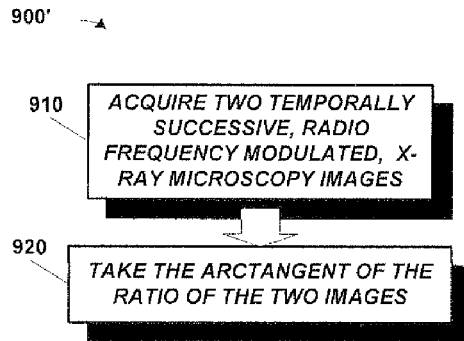 900'
910
ACQUIRE TWO TEMPORALLY
SUCCESSIVE, RADIO
FREQUENCY MODULATED, X-
RAY MICROSCOPY IMAGES
920
TAKE THE ARCTANGENT OF THE
RATIO OF THE TWO IMAGES